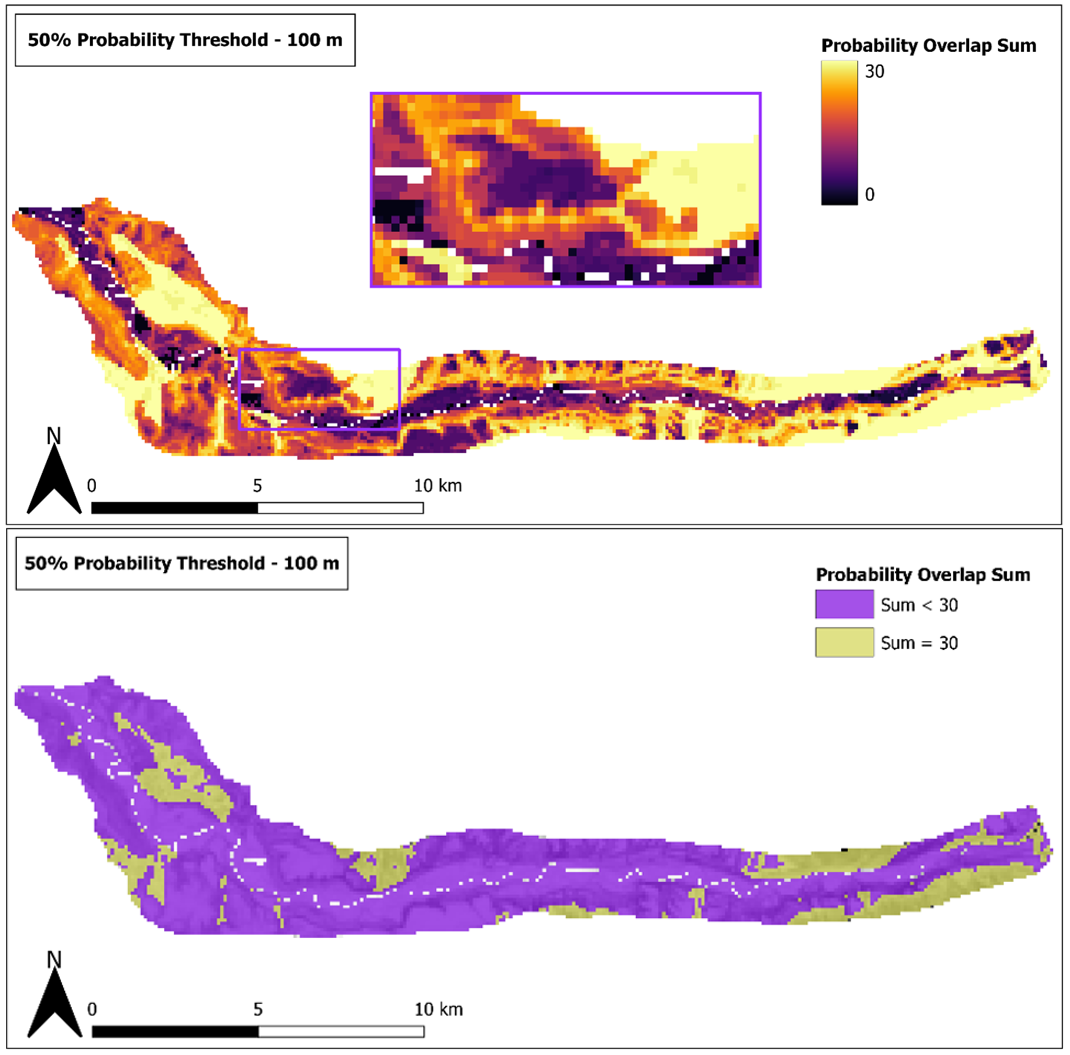 50% Probability Threshold - 100 m
Probability Overlap Sum
30
0
N
0 5 10 km
50% Probability Threshold - 100 m
Probability Overlap Sum
Sum < 30
Sum = 30
N
0 5 10 km